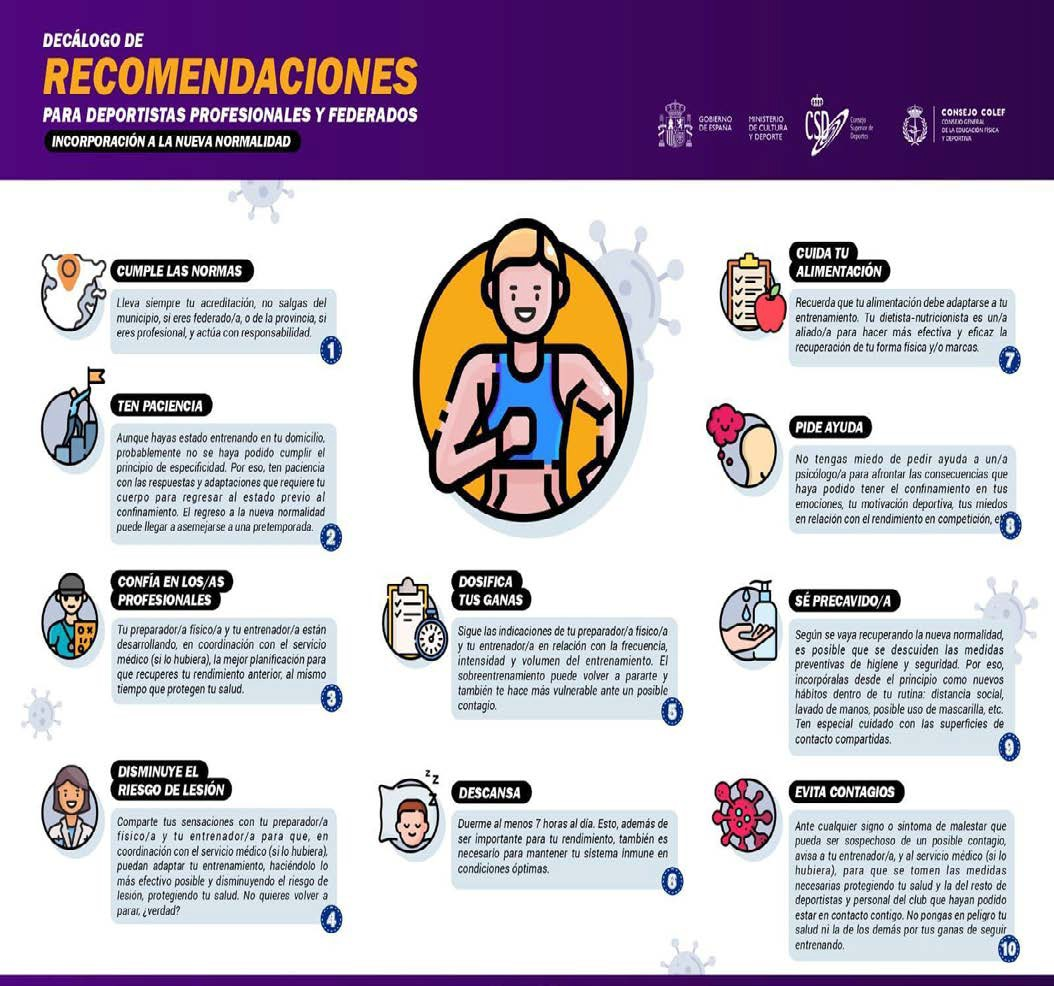 DECÁLOGO DE
RECOMENDACIONES
PARA DEPORTISTAS PROFESIONALES Y FEDERADOS
INCORPORACIÓN A LA NUEVA NORMALIDAD
GOBIERNO
DE ESPAÑA
MINISTERIO
DE CULTURA
Y DEPORTE
CSD
Consejo
Superior de
Deportes
CONSEJO COLEF
CONSEJO GENERAL
DE LA EDUCACIÓN FÍSICA
Y DEPORTIVA
CUMPLE LAS NORMAS
Lleva siempre tu acreditación, no salgas del
municipio, si eres federado/a, o de la provincia, si
eres profesional, y actúa con responsabilidad.
1
TEN PACIENCIA
Aunque hayas estado entrenando en tu domicilio,
probablemente no se haya podido cumplir el
principio de especificidad. Por eso, ten paciencia
con las respuestas y adaptaciones que requiere tu
cuerpo para regresar al estado previo al
confinamiento. El regreso a la nueva normalidad
puede llegar a asemejarse a una pretemporada.
2
CONFÍA EN LOS/AS
PROFESIONALES
Tu preparador/a físico/a y tu entrenador/a están
desarrollando, en coordinación con el servicio
médico (si lo hubiera), la mejor planificación para
que recuperes tu rendimiento anterior, al mismo
tiempo que protegen tu salud.
3
DISMINUYE EL
RIESGO DE LESIÓN
Comparte tus sensaciones con tu preparador/a
físico/a y tu entrenador/a para que, en
coordinación con el servicio médico (si lo hubiera),
puedan adaptar tu entrenamiento, haciéndolo lo
más efectivo posible y disminuyendo el riesgo de
lesión, protegiendo tu salud. No quieres volver a
parar, ¿verdad?
4
DOSIFICA
TUS GANAS
Sigue las indicaciones de tu preparador/a físico/a
y tu entrenador/a en relación con la frecuencia,
intensidad y volumen del entrenamiento. El
sobreentrenamiento puede volver a pararte y
también te hace más vulnerable ante un posible
contagio.
5
z z
z
DESCANSA
Duerme al menos 7 horas al día. Esto, además de
ser importante para tu rendimiento, también es
necesario para mantener tu sistema inmune en
condiciones óptimas.
6
CUIDA TU
ALIMENTACIÓN
Recuerda que tu alimentación debe adaptarse a tu
entrenamiento. Tu dietista-nutricionista es un/a
aliado/a para hacer más efectiva y eficaz la
recuperación de tu forma física y/o marcas.
7
PIDE AYUDA
No tengas miedo de pedir ayuda a un/a
psicólogo/a para afrontar las consecuencias que
haya podido tener el confinamiento en tus
emociones, tu motivación deportiva, tus miedos
en relación con el rendimiento en competición,
8
SÉ PRECAVIDO/A
Según se vaya recuperando la nueva normalidad,
es posible que se descuiden las medidas
preventivas de higiene y seguridad. Por eso,
incorpóralas desde el principio como nuevos
hábitos dentro de tu rutina: distancia social,
lavado de manos, posible uso de mascarilla, etc.
Ten especial cuidado con las superficies de
contacto compartidas.
9
EVITA CONTAGIOS
Ante cualquier signo o síntoma de malestar que
pueda ser sospechoso de un posible contagio,
avisa a tu entrenador/a, y al servicio médico (si lo
hubiera), para que se tomen las medidas
necesarias protegiendo tu salud y la del resto de
deportistas y personal del club que hayan podido
estar en contacto contigo. No pongas en peligro tu
salud ni la de los demás por tus ganas de seguir
entrenando.
10